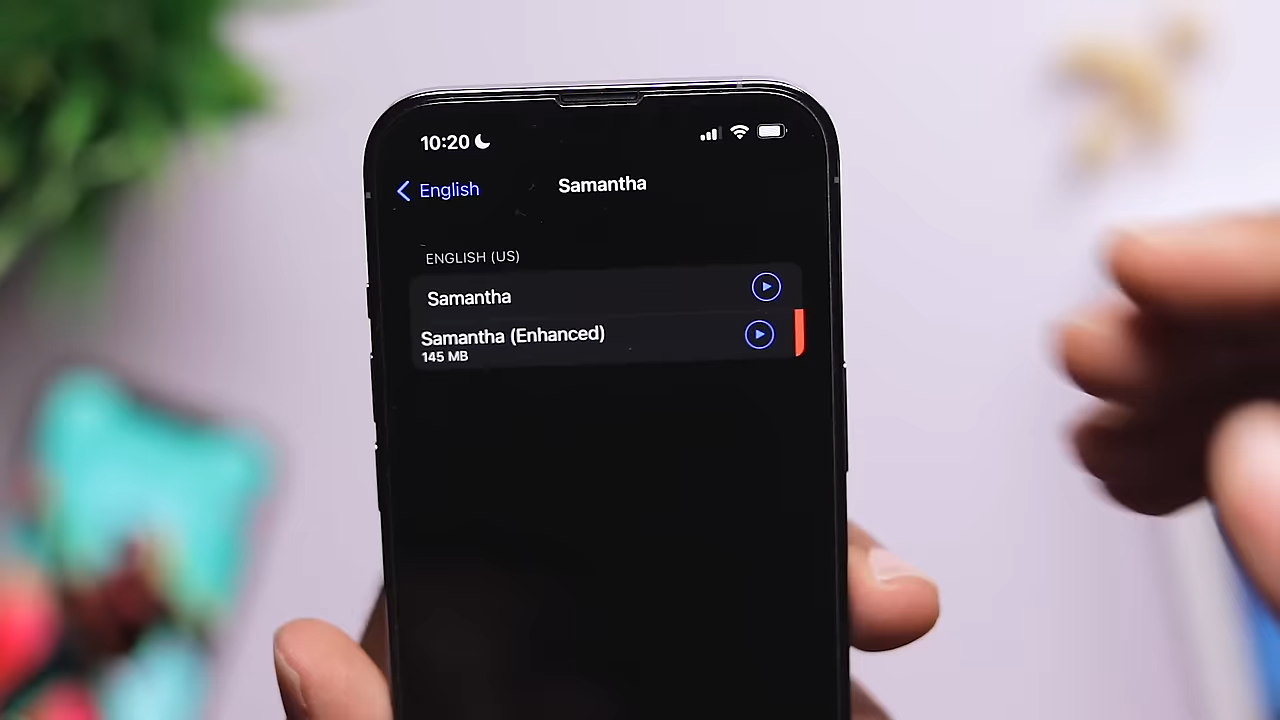 10:20
English
Samantha
ENGLISH (US)
Samantha
Samantha (Enhanced)
145 MB